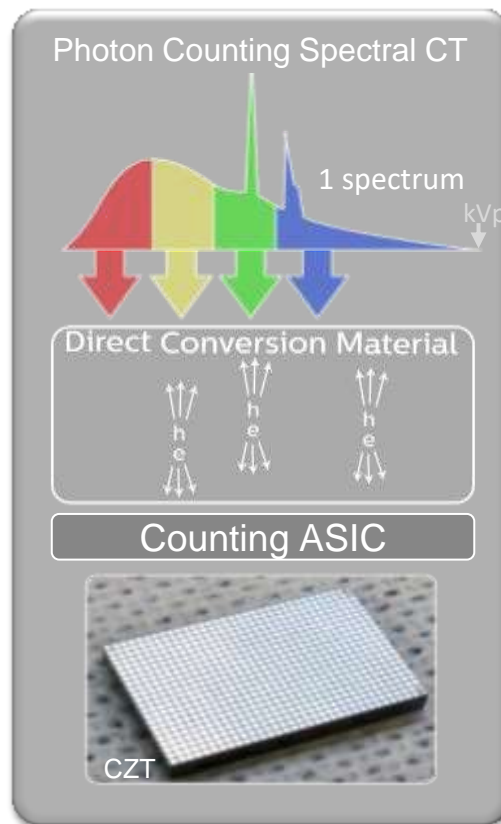 Photon Counting Spectral CT
1 spectrum
kVp
Direct Conversion Material
h
e
h
e
h
e
Counting ASIC
CZT